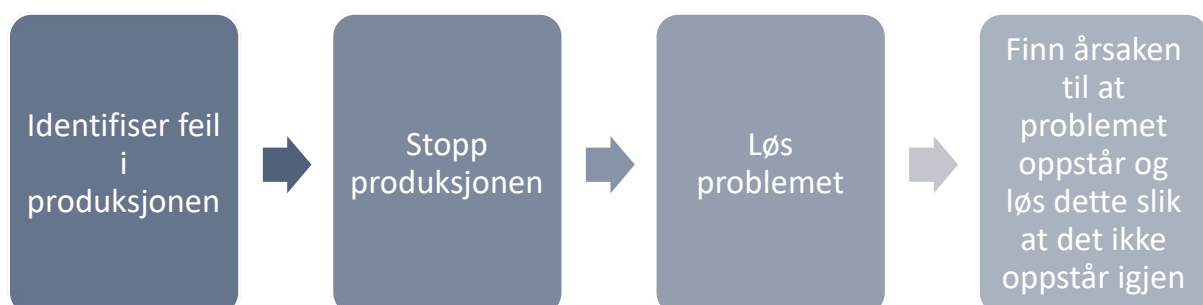 Identifiser feil
i
produksjonen
Stopp
produksjonen
Løs
problemet
Finn årsaken
til at
problemet
oppstår og
løs dette slik
at det ikke
oppstår igjen